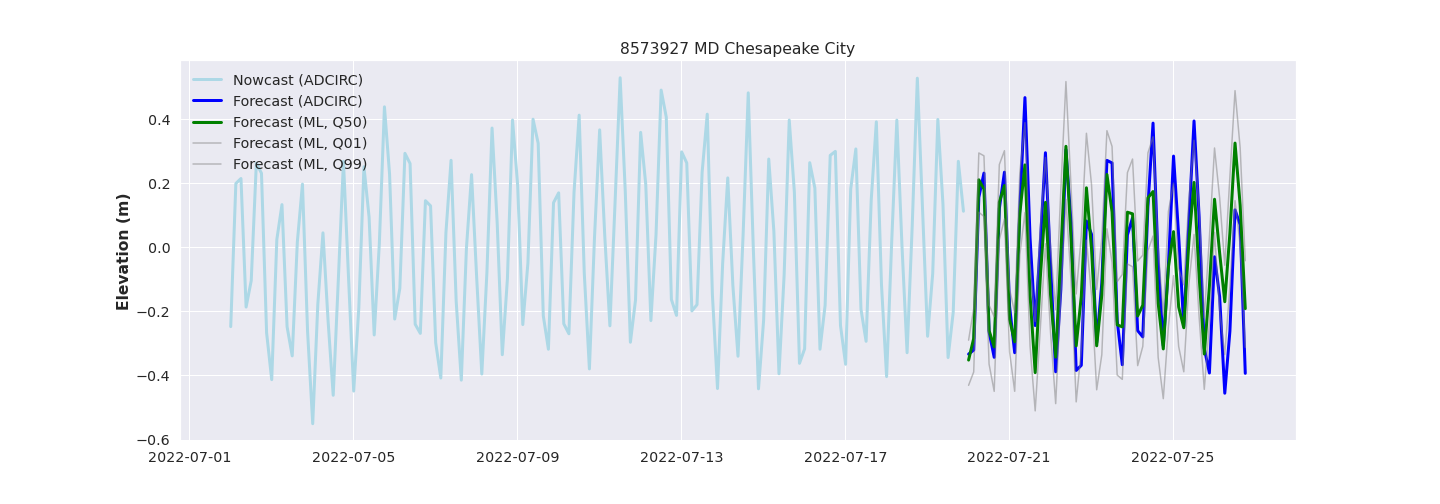 8573927 MD Chesapeake City
Nowcast (ADCIRC)
Forecast (ADCIRC)
Forecast (ML, Q50)
Forecast (ML, Q01)
Forecast (ML, Q99)
Elevation (m)
0.4
0.2
0.0
−0.2
−0.4
−0.6
2022-07-01 2022-07-05 2022-07-09 2022-07-13 2022-07-17 2022-07-21 2022-07-25